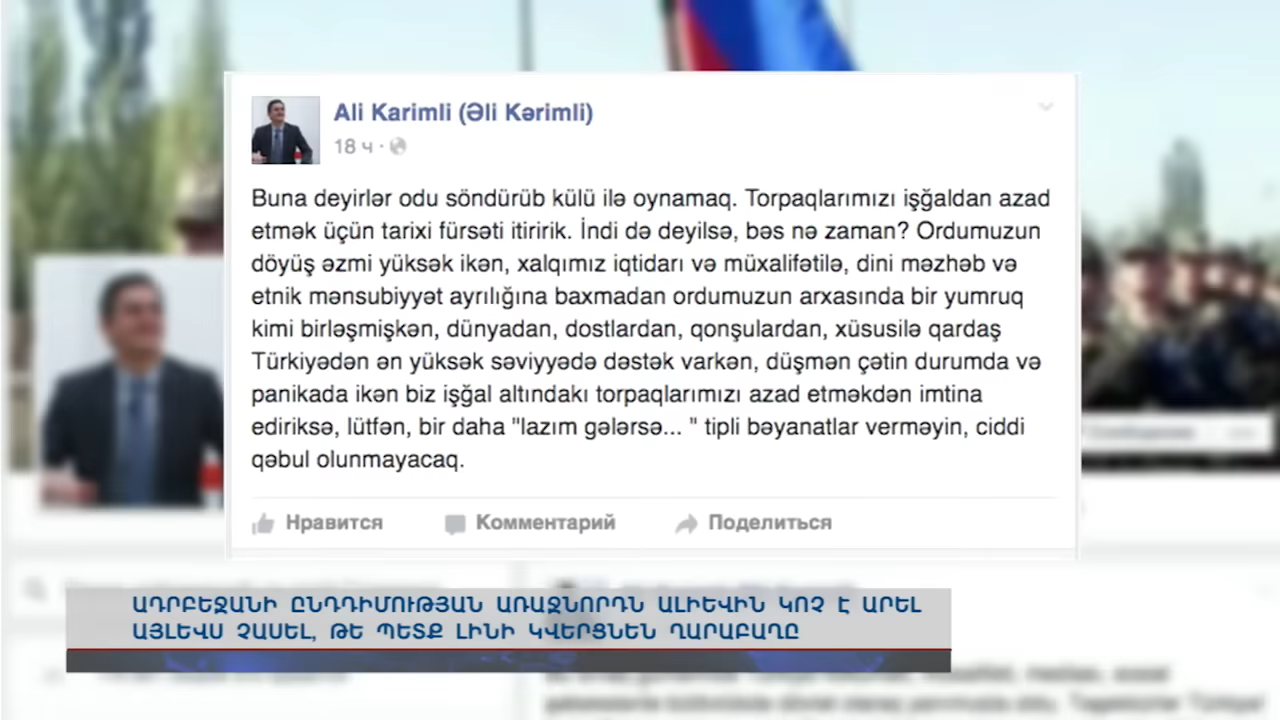 Ali Karimli (Əli Kərimli)
18 ч ·
Buna deyirlər odu söndürüb külü ilə oynamaq. Torpaqlarımızı işğaldan azad
etmək üçün tarixi fürsəti itiririk. İndi də deyilsə, bəs nə zaman? Ordumuzun
döyüş əzmi yüksək ikən, xalqımız iqtidarı və müxalifətilə, dini məzhəb və
etnik mənsubiyyət ayrılığına baxmadan ordumuzun arxasında bir yumruq
kimi birləşmişkən, dünyadan, dostlardan, qonşulardan, xüsusilə qardaş
Türkiyədən ən yüksək səviyyədə dəstək varkən, düşmən çətin durumda və
panikada ikən biz işğal altındakı torpaqlarımızı azad etməkdən imtina
ediriksə, lütfən, bir daha "lazım gələrsə... " tipli bəyanatlar verməyin, ciddi
qəbul olunmayacaq.
Нравится Комментарий Поделиться
ԱԴՐԲԵՋԱՆԻ ԸՆԴԴԻՄՈՒԹՅԱՆ ԱՌԱՋՆՈՐԴՆ ԱԼԻԵՎԻՆ ԿՈՉ Է ԱՐԵԼ
ԱՅԼԵՎՍ ՉԱՍԵԼ, ԹԵ ՊԵՏՔ ԼԻՆԻ ԿՎԵՐՑՆԵՆ ՂԱՐԱԲԱՂԸ